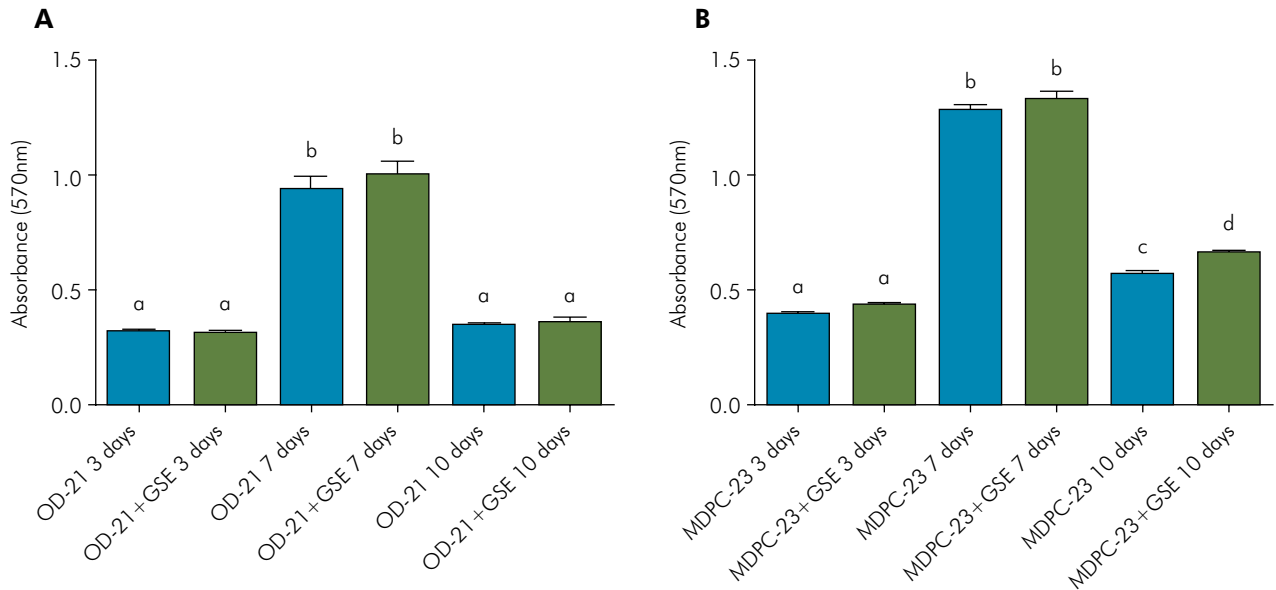 A
Absorbance (570nm)
1.5
1.0
0.5
0.0
a
a
b
b
a
a
OD-21 3 days
OD-21+GSE 3 days
OD-21 7 days
OD-21+GSE 7 days
OD-21 10 days
OD-21+GSE 10 days
B
Absorbance (570nm)
1.5
1.0
0.5
0.0
a
a
b
b
c
d
MDPC-23 3 days
MDPC-23+GSE 3 days
MDPC-23 7 days
MDPC-23+GSE 7 days
MDPC-23 10 days
MDPC-23+GSE 10 days